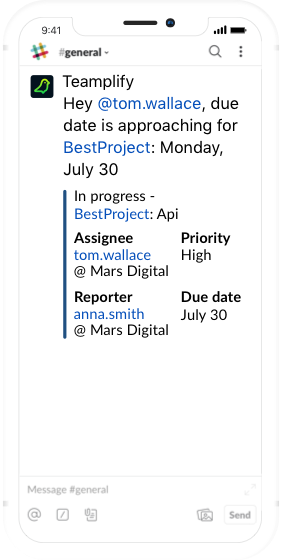 9:41
#general
Teamplify
Hey @tom.wallace, due
date is approaching for
BestProject: Monday,
July 30
In progress -
BestProject: Api
Assignee Priority
tom.wallace High
@ Mars Digital
Reporter Due date
anna.smith July 30
@ Mars Digital
Message #general
@
Send